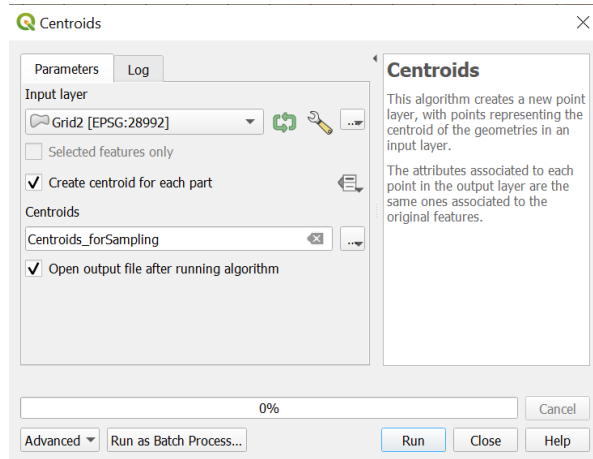 Centroids
Parameters
Log
Input layer
Grid2 [EPSG:28992]
...
Selected features only
Create centroid for each part
Centroids
Centroids_forSampling
...
Open output file after running algorithm
Centroids
This algorithm creates a new point
layer, with points representing the
centroid of the geometries in an
input layer.
The attributes associated to each
point in the output layer are the
same ones associated to the
original features.
0%
Cancel
Advanced
Run as Batch Process...
Run
Close
Help